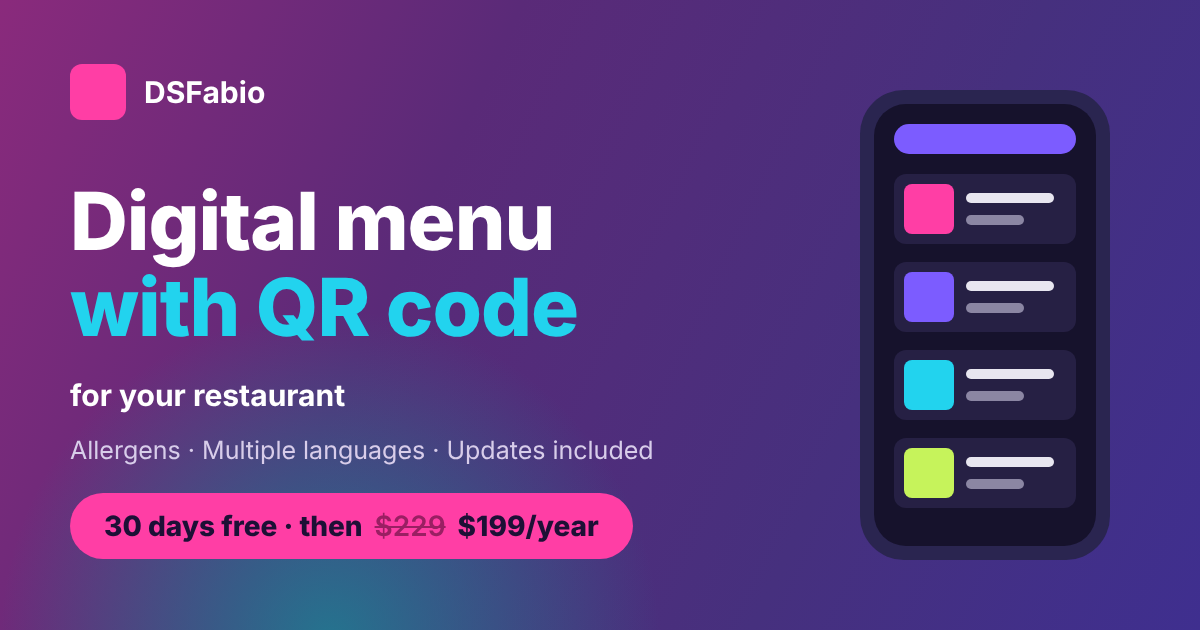 DSFabio
Digital menu
with QR code
for your restaurant
Allergens · Multiple languages · Updates included
30 days free · then $229 $199/year